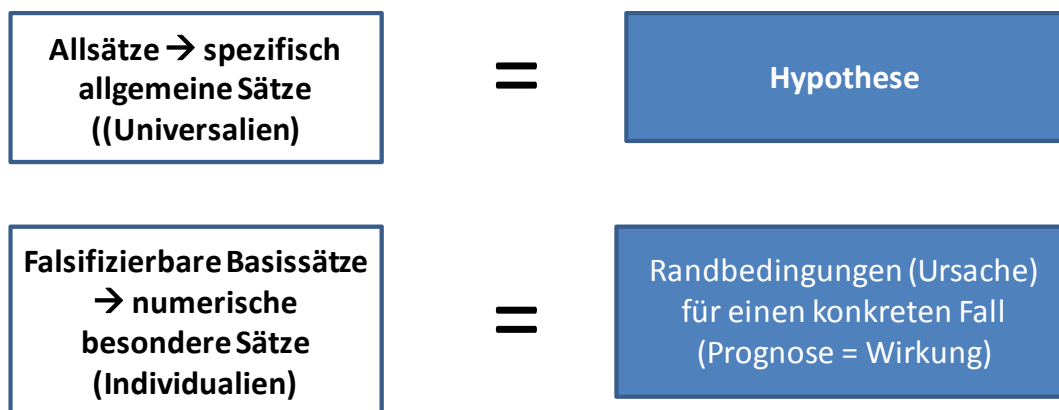 Allsätze → spezifisch
allgemeine Sätze
((Universalien)
=
Hypothese
Falsifizierbare Basissätze
→ numerische
besondere Sätze
(Individualien)
=
Randbedingungen (Ursache)
für einen konkreten Fall
(Prognose = Wirkung)